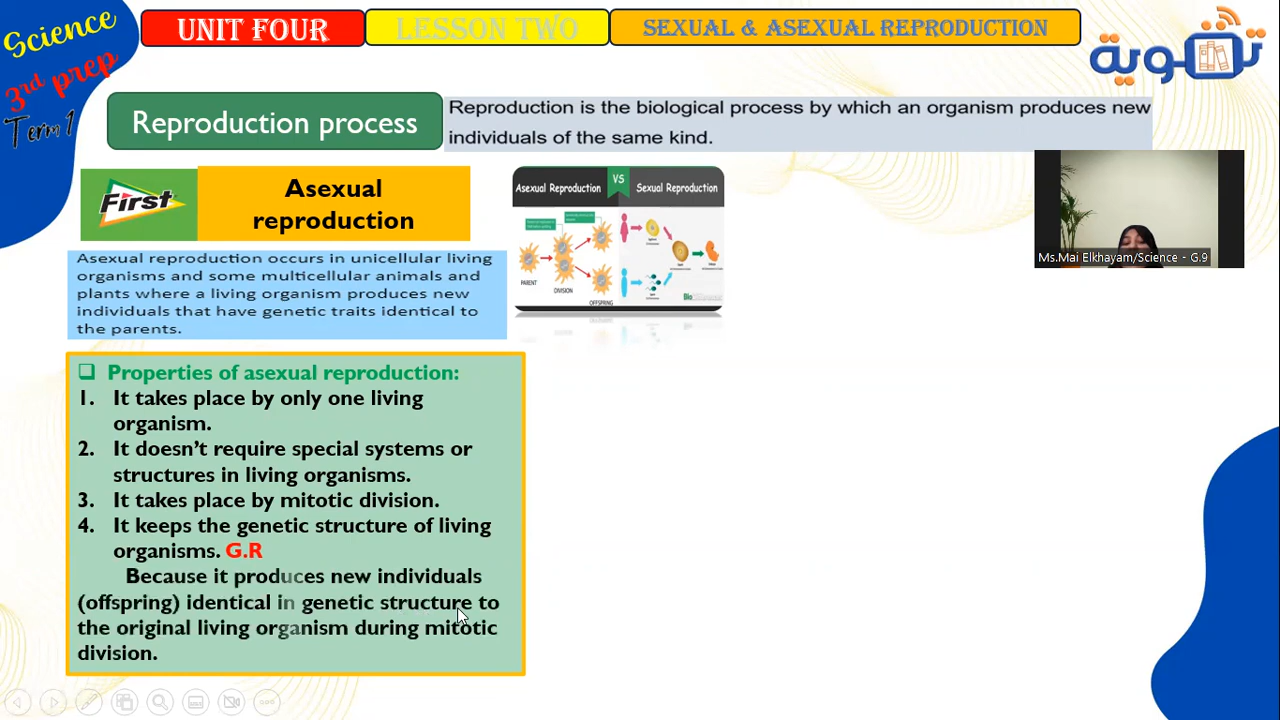 Science
3rd prep
Term 1
UNIT FOUR
LESSON TWO
SEXUAL & ASEXUAL REPRODUCTION
تقوية
Reproduction process
Reproduction is the biological process by which an organism produces new
individuals of the same kind.
First
Asexual
reproduction
Asexual Reproduction
VS
Sexual Reproduction
PARENT
DIVISION
OFFSPRING
Ms.Mai Elkhayam/Science - G.9
Asexual reproduction occurs in unicellular living
organisms and some multicellular animals and
plants where a living organism produces new
individuals that have genetic traits identical to
the parents.
❑ Properties of asexual reproduction:
1. It takes place by only one living
organism.
2. It doesn't require special systems or
structures in living organisms.
3. It takes place by mitotic division.
4. It keeps the genetic structure of living
organisms. G.R
Because it produces new individuals
(offspring) identical in genetic structure to
the original living organism during mitotic
division.